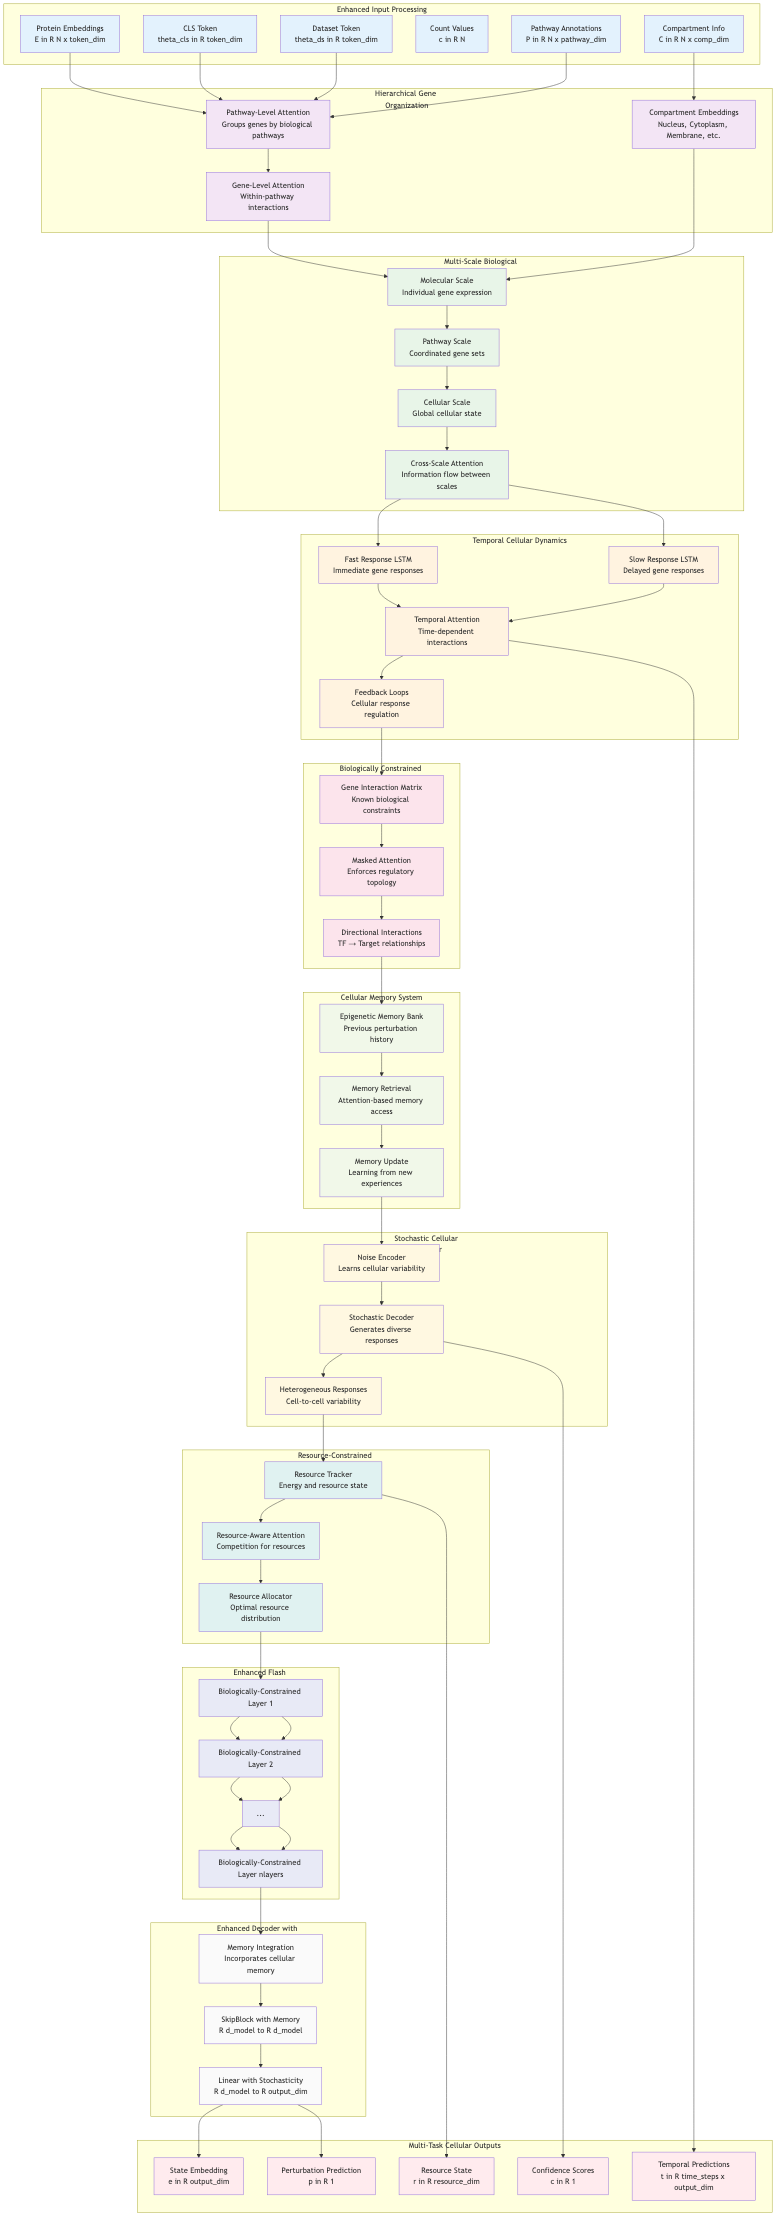 Enhanced Input Processing
Protein Embeddings
E in R N x token_dim
CLS Token
theta_cls in R token_dim
Dataset Token
theta_ds in R token_dim
Count Values
c in R N
Pathway Annotations
P in R N x pathway_dim
Compartment Info
C in R N x comp_dim
Hierarchical Gene
Organization
Pathway-Level Attention
Groups genes by biological
pathways
Compartment Embeddings
Nucleus, Cytoplasm,
Membrane, etc.
Gene-Level Attention
Within-pathway
interactions
Multi-Scale Biological
Molecular Scale
Individual gene expression
Pathway Scale
Coordinated gene sets
Cellular Scale
Global cellular state
Cross-Scale Attention
Information flow between
scales
Temporal Cellular Dynamics
Fast Response LSTM
Immediate gene responses
Slow Response LSTM
Delayed gene responses
Temporal Attention
Time-dependent
interactions
Feedback Loops
Cellular response
regulation
Biologically Constrained
Gene Interaction Matrix
Known biological
constraints
Masked Attention
Enforces regulatory
topology
Directional Interactions
TF → Target relationships
Cellular Memory System
Epigenetic Memory Bank
Previous perturbation
history
Memory Retrieval
Attention-based memory
access
Memory Update
Learning from new
experiences
Stochastic Cellular
Noise Encoder
Learns cellular variability
Stochastic Decoder
Generates diverse
responses
Heterogeneous Responses
Cell-to-cell variability
Resource-Constrained
Resource Tracker
Energy and resource state
Resource-Aware Attention
Competition for resources
Resource Allocator
Optimal resource
distribution
Enhanced Flash
Biologically-Constrained
Layer 1
Biologically-Constrained
Layer 2
...
Biologically-Constrained
Layer nlayers
Enhanced Decoder with
Memory Integration
Incorporates cellular
memory
SkipBlock with Memory
R d_model to R d_model
Linear with Stochasticity
R d_model to R output_dim
Multi-Task Cellular Outputs
State Embedding
e in R output_dim
Perturbation Prediction
p in R 1
Resource State
r in R resource_dim
Confidence Scores
c in R 1
Temporal Predictions
t in R time_steps x
output_dim